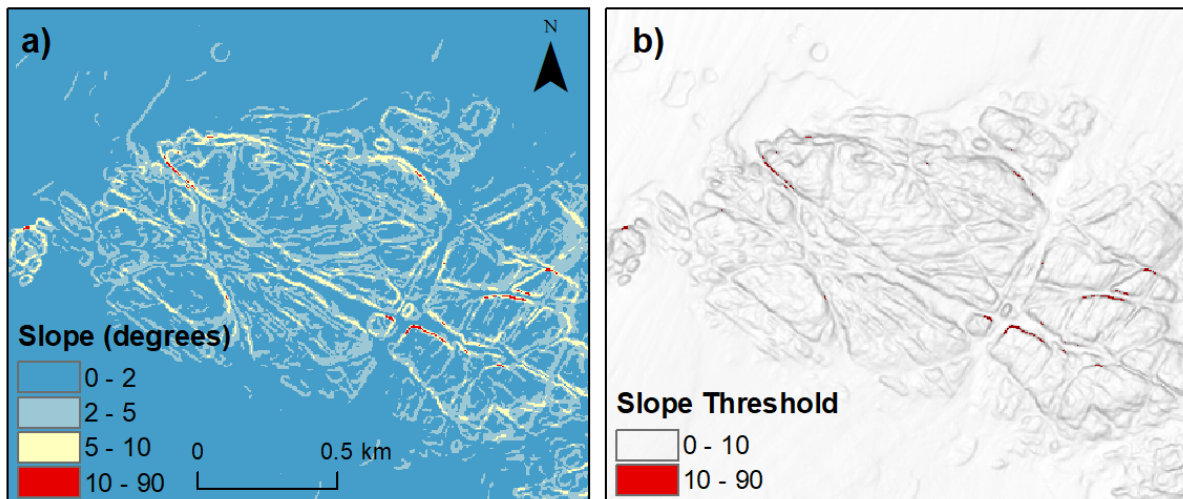 a)
N
Slope (degrees)
0 - 2
2 - 5
5 - 10
10 - 90
0 0.5 km
b)
Slope Threshold
0 - 10
10 - 90